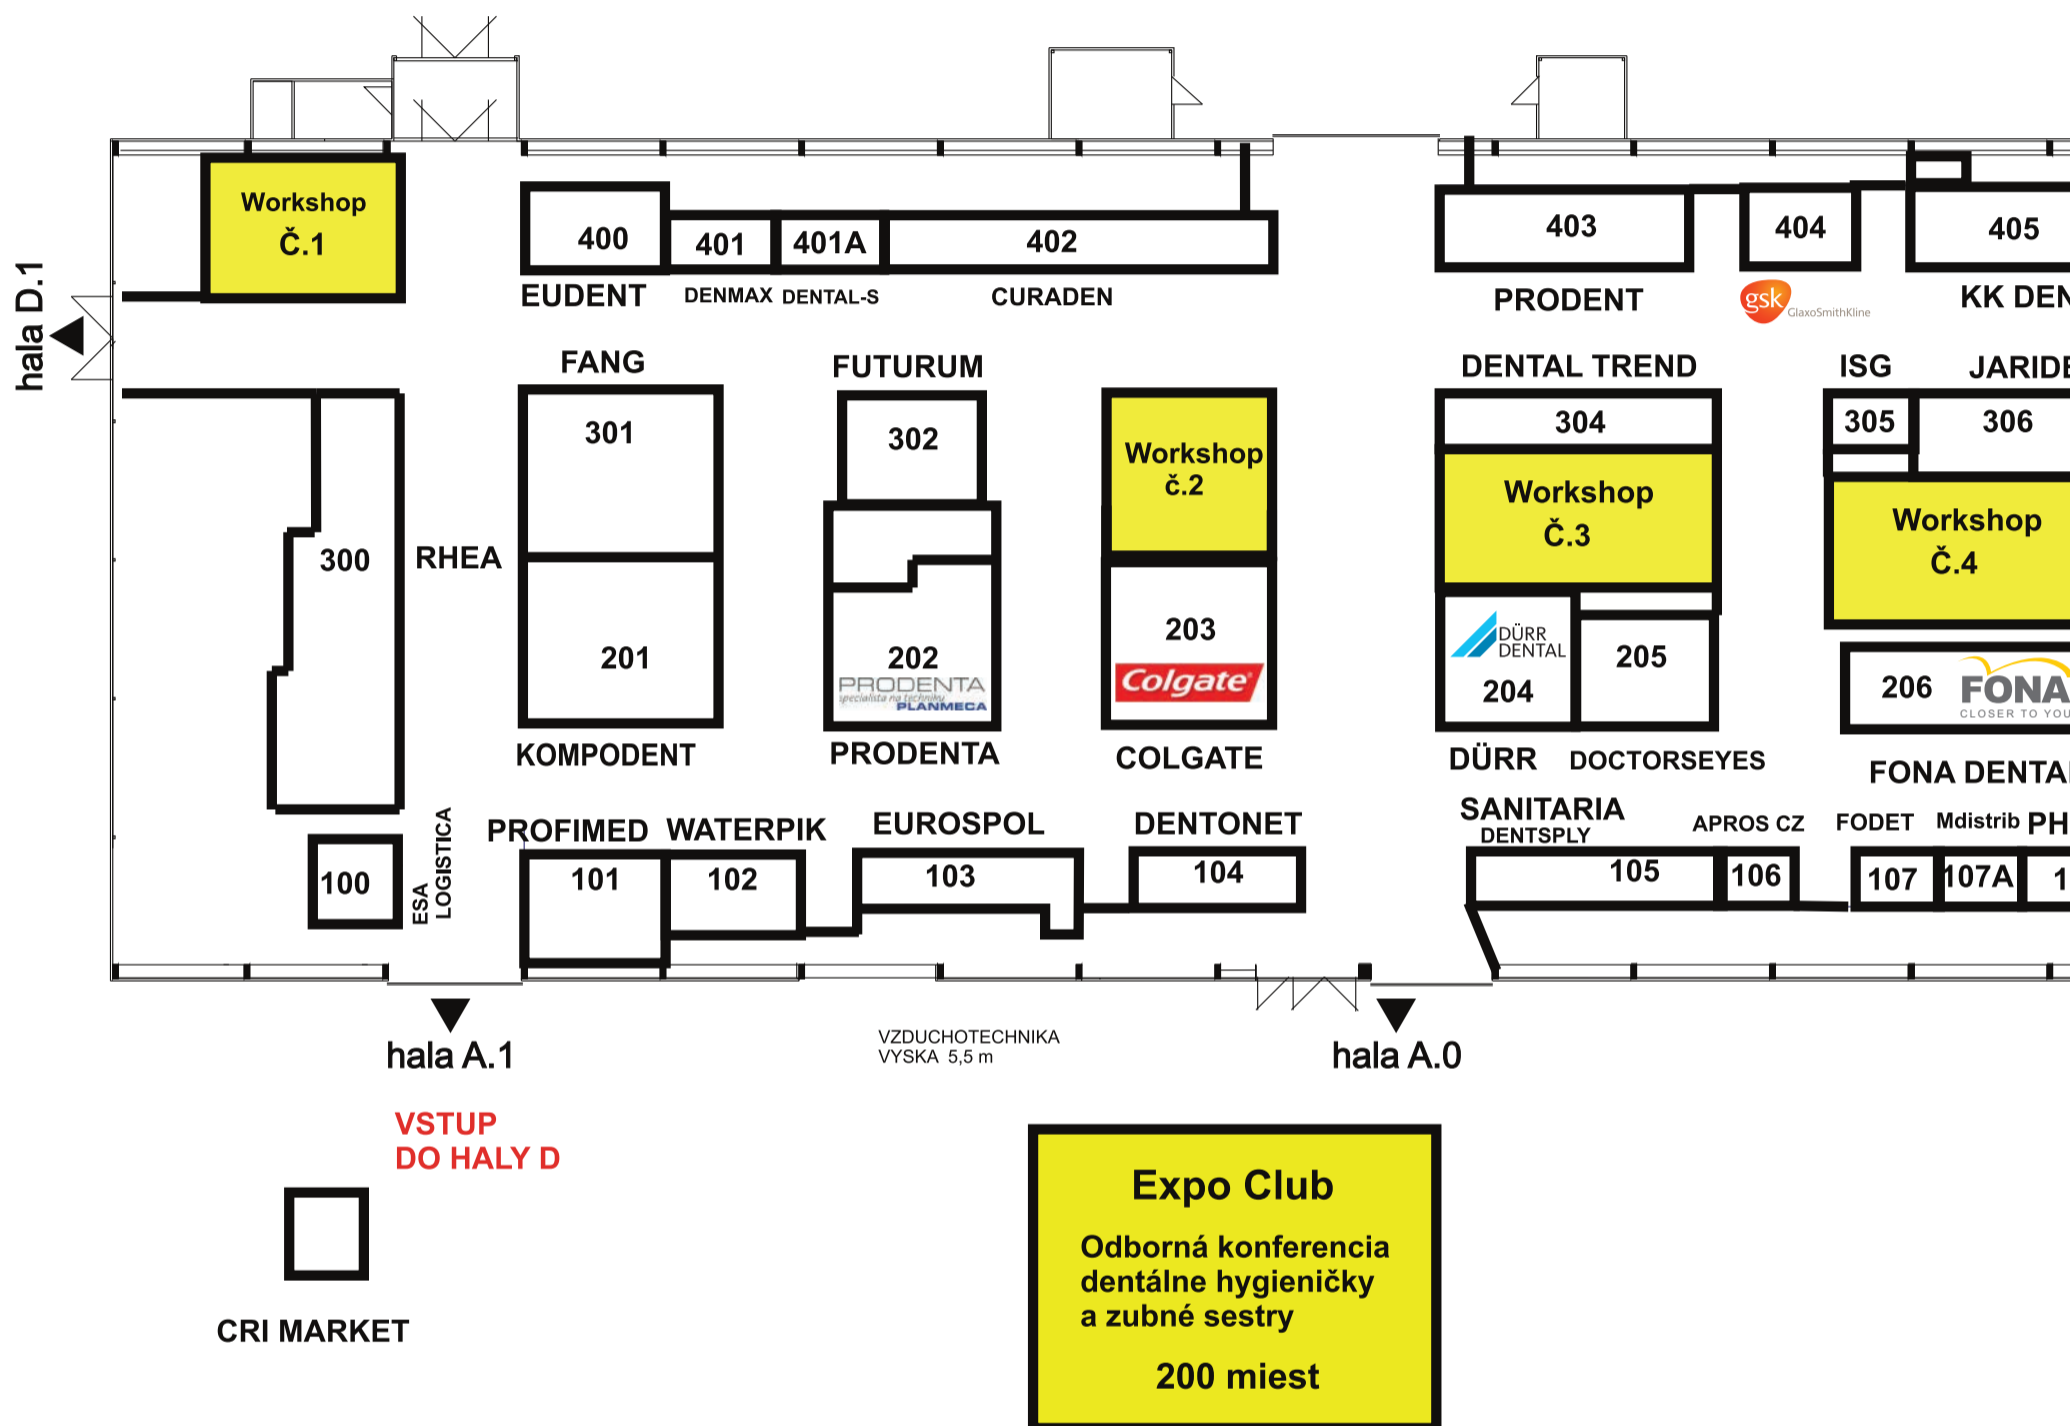 Workshop
Č.1
400
401
401A
402
403
404
405
EUDENT
DENMAX
DENTAL-S
CURADEN
PRODENT
gsk
GlaxoSmithKline
KK DEN
hala D.1
FANG
FUTURUM
DENTAL TREND
ISG
JARIDE
301
302
Workshop
č.2
304
305
306
Workshop
Č.3
Workshop
Č.4
300
RHEA
201
202
PRODENTA
specialista na techniku
PLANMECA
203
Colgate
DÜRR
DENTAL
204
205
206
FONA
CLOSER TO YOU
KOMPODENT
PRODENTA
COLGATE
DÜRR
DOCTORSEYES
FONA DENTA
ESA
LOGISTICA
PROFIMED
WATERPIK
EUROSPOL
DENTONET
SANITARIA
DENTSPLY
APROS CZ
FODET
Mdistrib
PH
100
101
102
103
104
105
106
107
107A
1
hala A.1
VZDUCHOTECHNIKA
VYSKA 5,5 m
hala A.0
VSTUP
DO HALY D
CRI MARKET
Expo Club
Odborná konferencia
dentálne hygieničky
a zubné sestry
200 miest